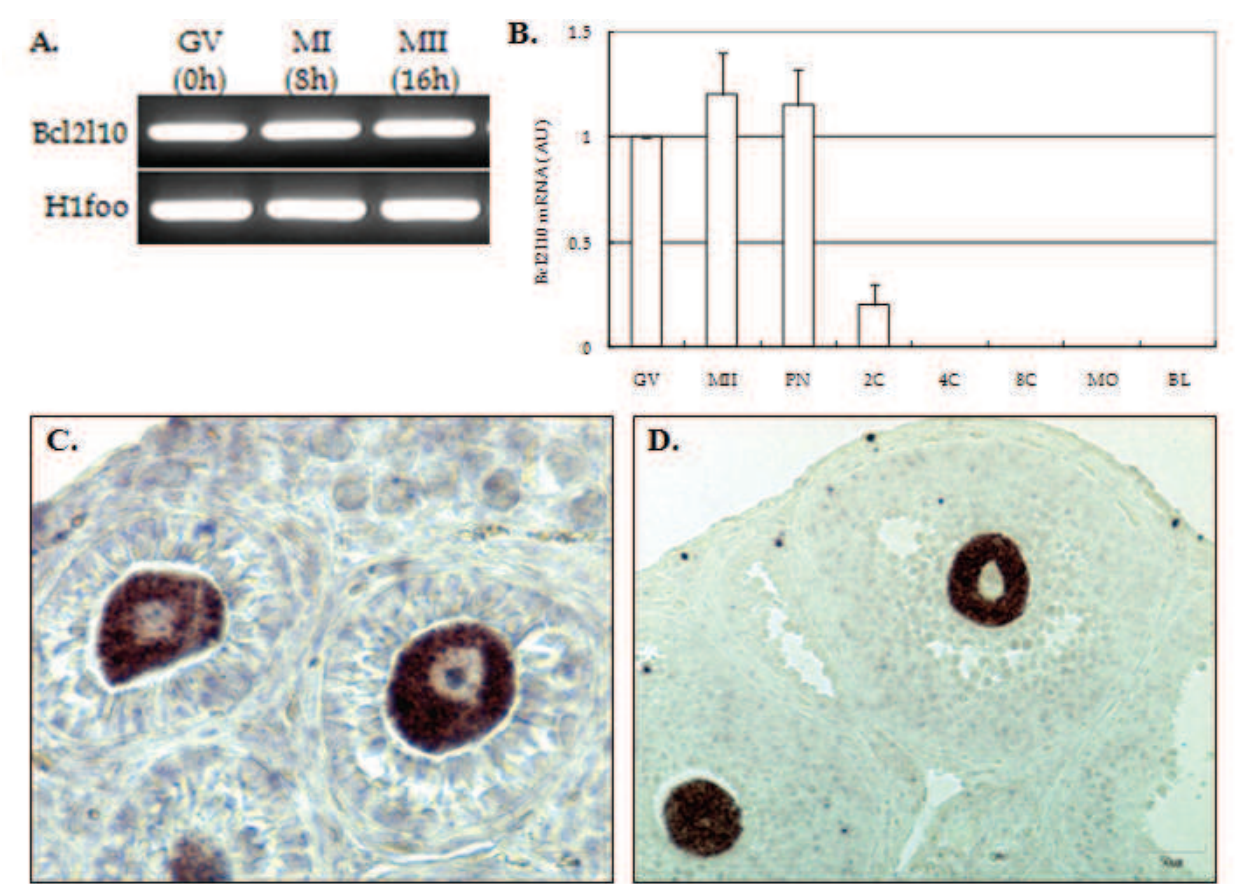 A.
GV MI MII
(0h) (8h) (16h)
Bcl2l10
H1foo
B.
Bcl2l10 mRNA (AU)
1.5
1
0.5
0
GV MII PN 2C 4C 8C MO BL
C.
D.